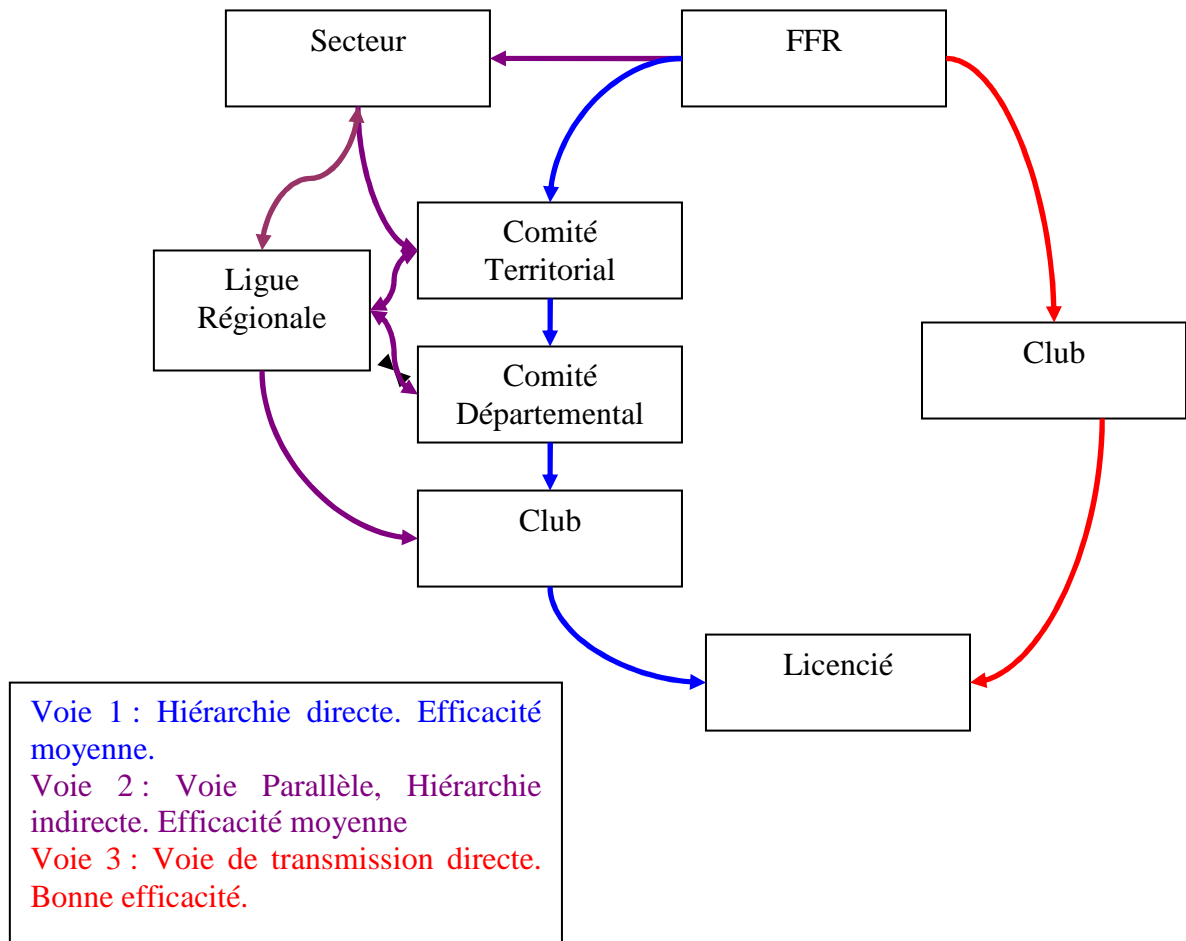 Secteur
FFR
Comité
Territorial
Ligue
Régionale
Club
Comité
Départemental
Club
Licencié
Voie 1 : Hiérarchie directe. Efficacité
moyenne.
Voie 2 : Voie Parallèle, Hiérarchie
indirecte. Efficacité moyenne
Voie 3 : Voie de transmission directe.
Bonne efficacité.